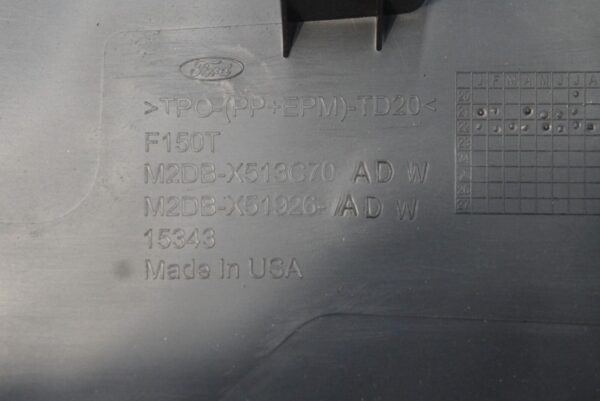 Ford
>TPO-(PP+EPM)-TD20<
F150T
M2DB-X513C70 AD W
M2DB-X51926-/AD W
15343
Made In USA
J F M A M J J A